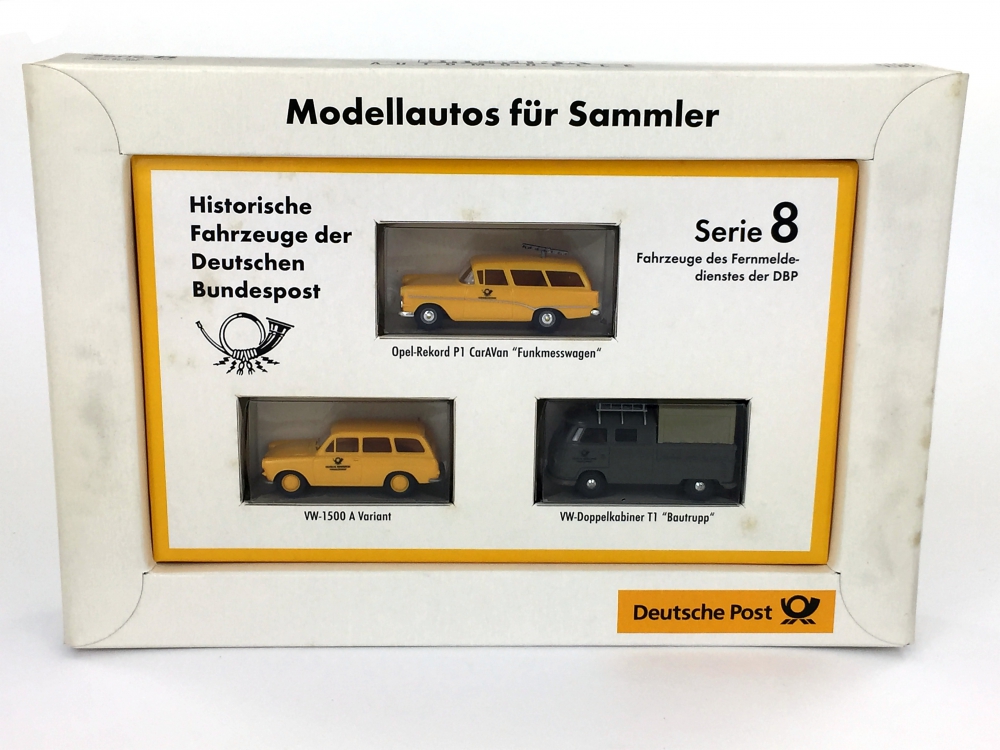 Modellautos für Sammler
Historische
Fahrzeuge der
Deutschen
Bundespost
Serie 8
Fahrzeuge des Fernmelde-
dienstes der DBP
Opel-Rekord P1 CarAVan "Funkmesswagen"
VW-1500 A Variant
VW-Doppelkabiner T1 "Bautrupp"
Deutsche Post